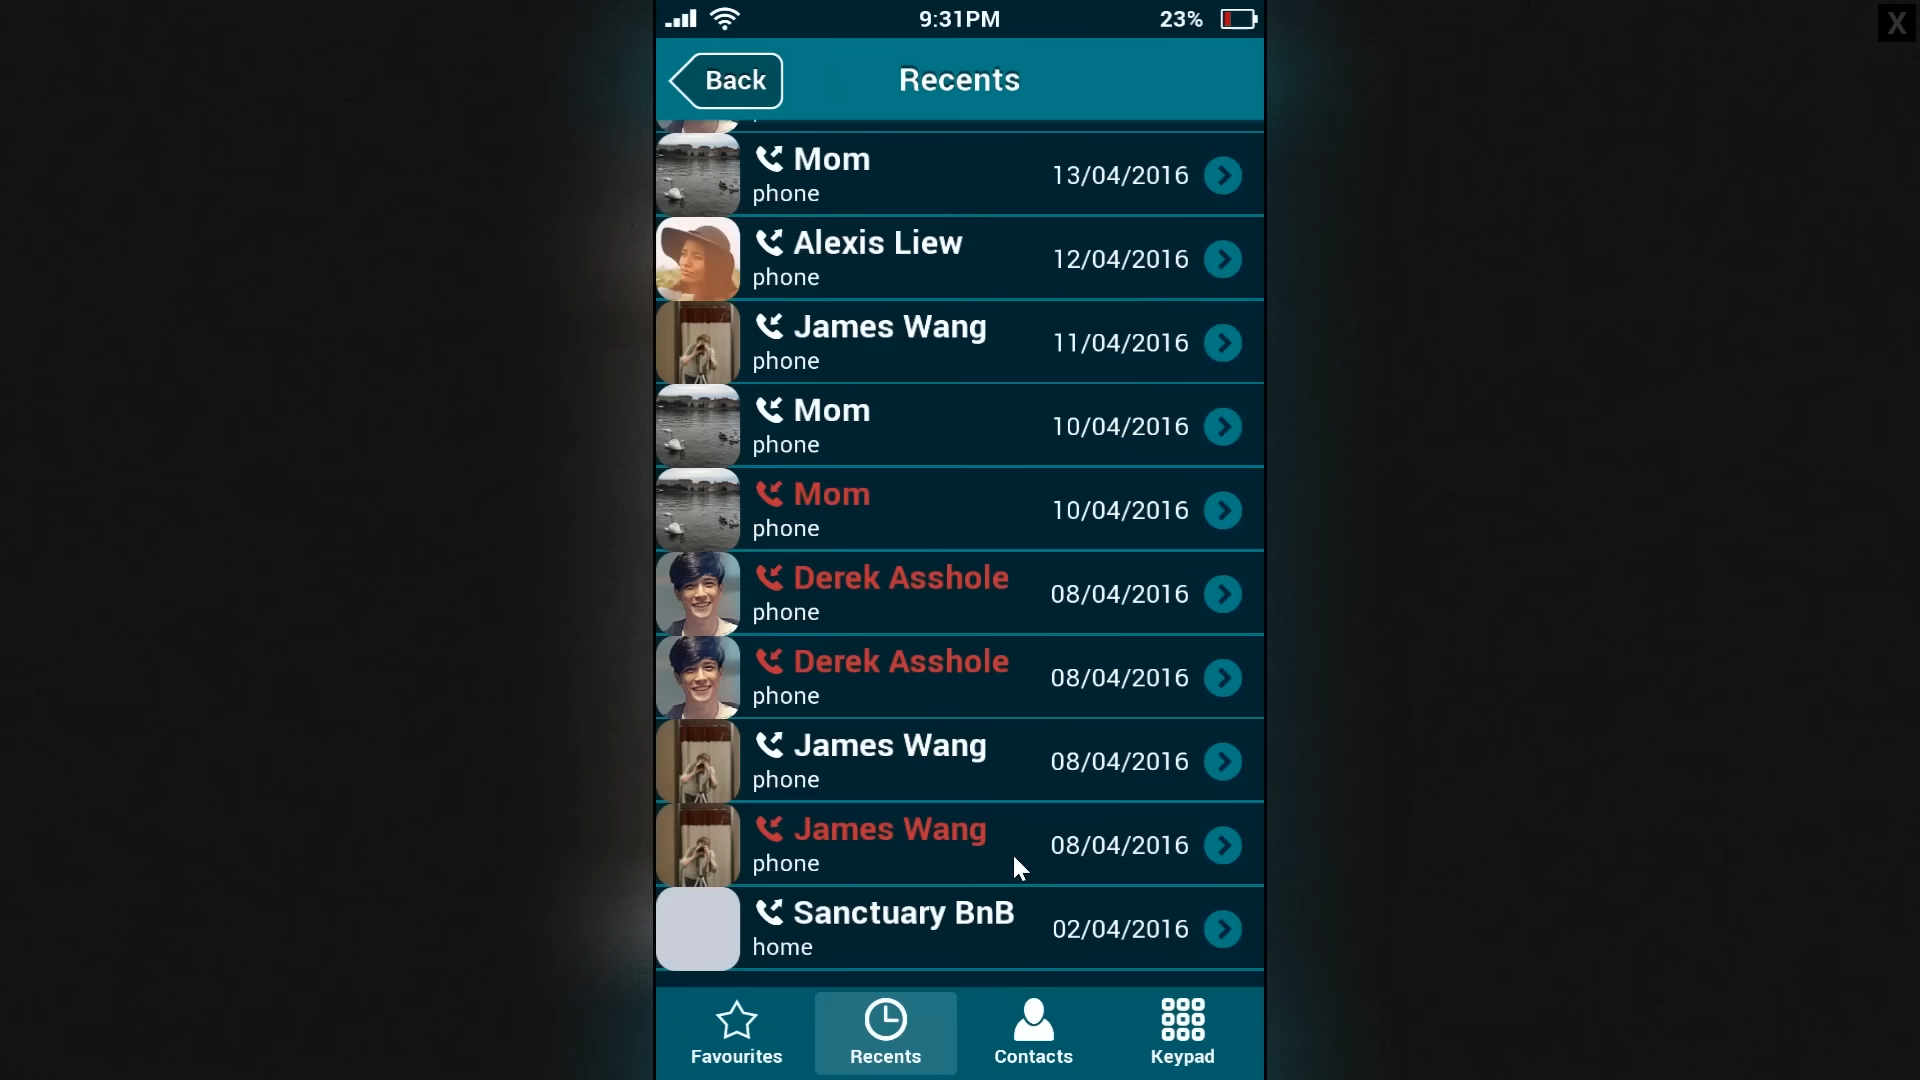 9:31PM
23%
X
Back
Recents
Mom
phone
13/04/2016
Alexis Liew
phone
12/04/2016
James Wang
phone
11/04/2016
Mom
phone
10/04/2016
Mom
phone
10/04/2016
Derek Asshole
phone
08/04/2016
Derek Asshole
phone
08/04/2016
James Wang
phone
08/04/2016
James Wang
phone
08/04/2016
Sanctuary BnB
home
02/04/2016
Favourites
Recents
Contacts
Keypad